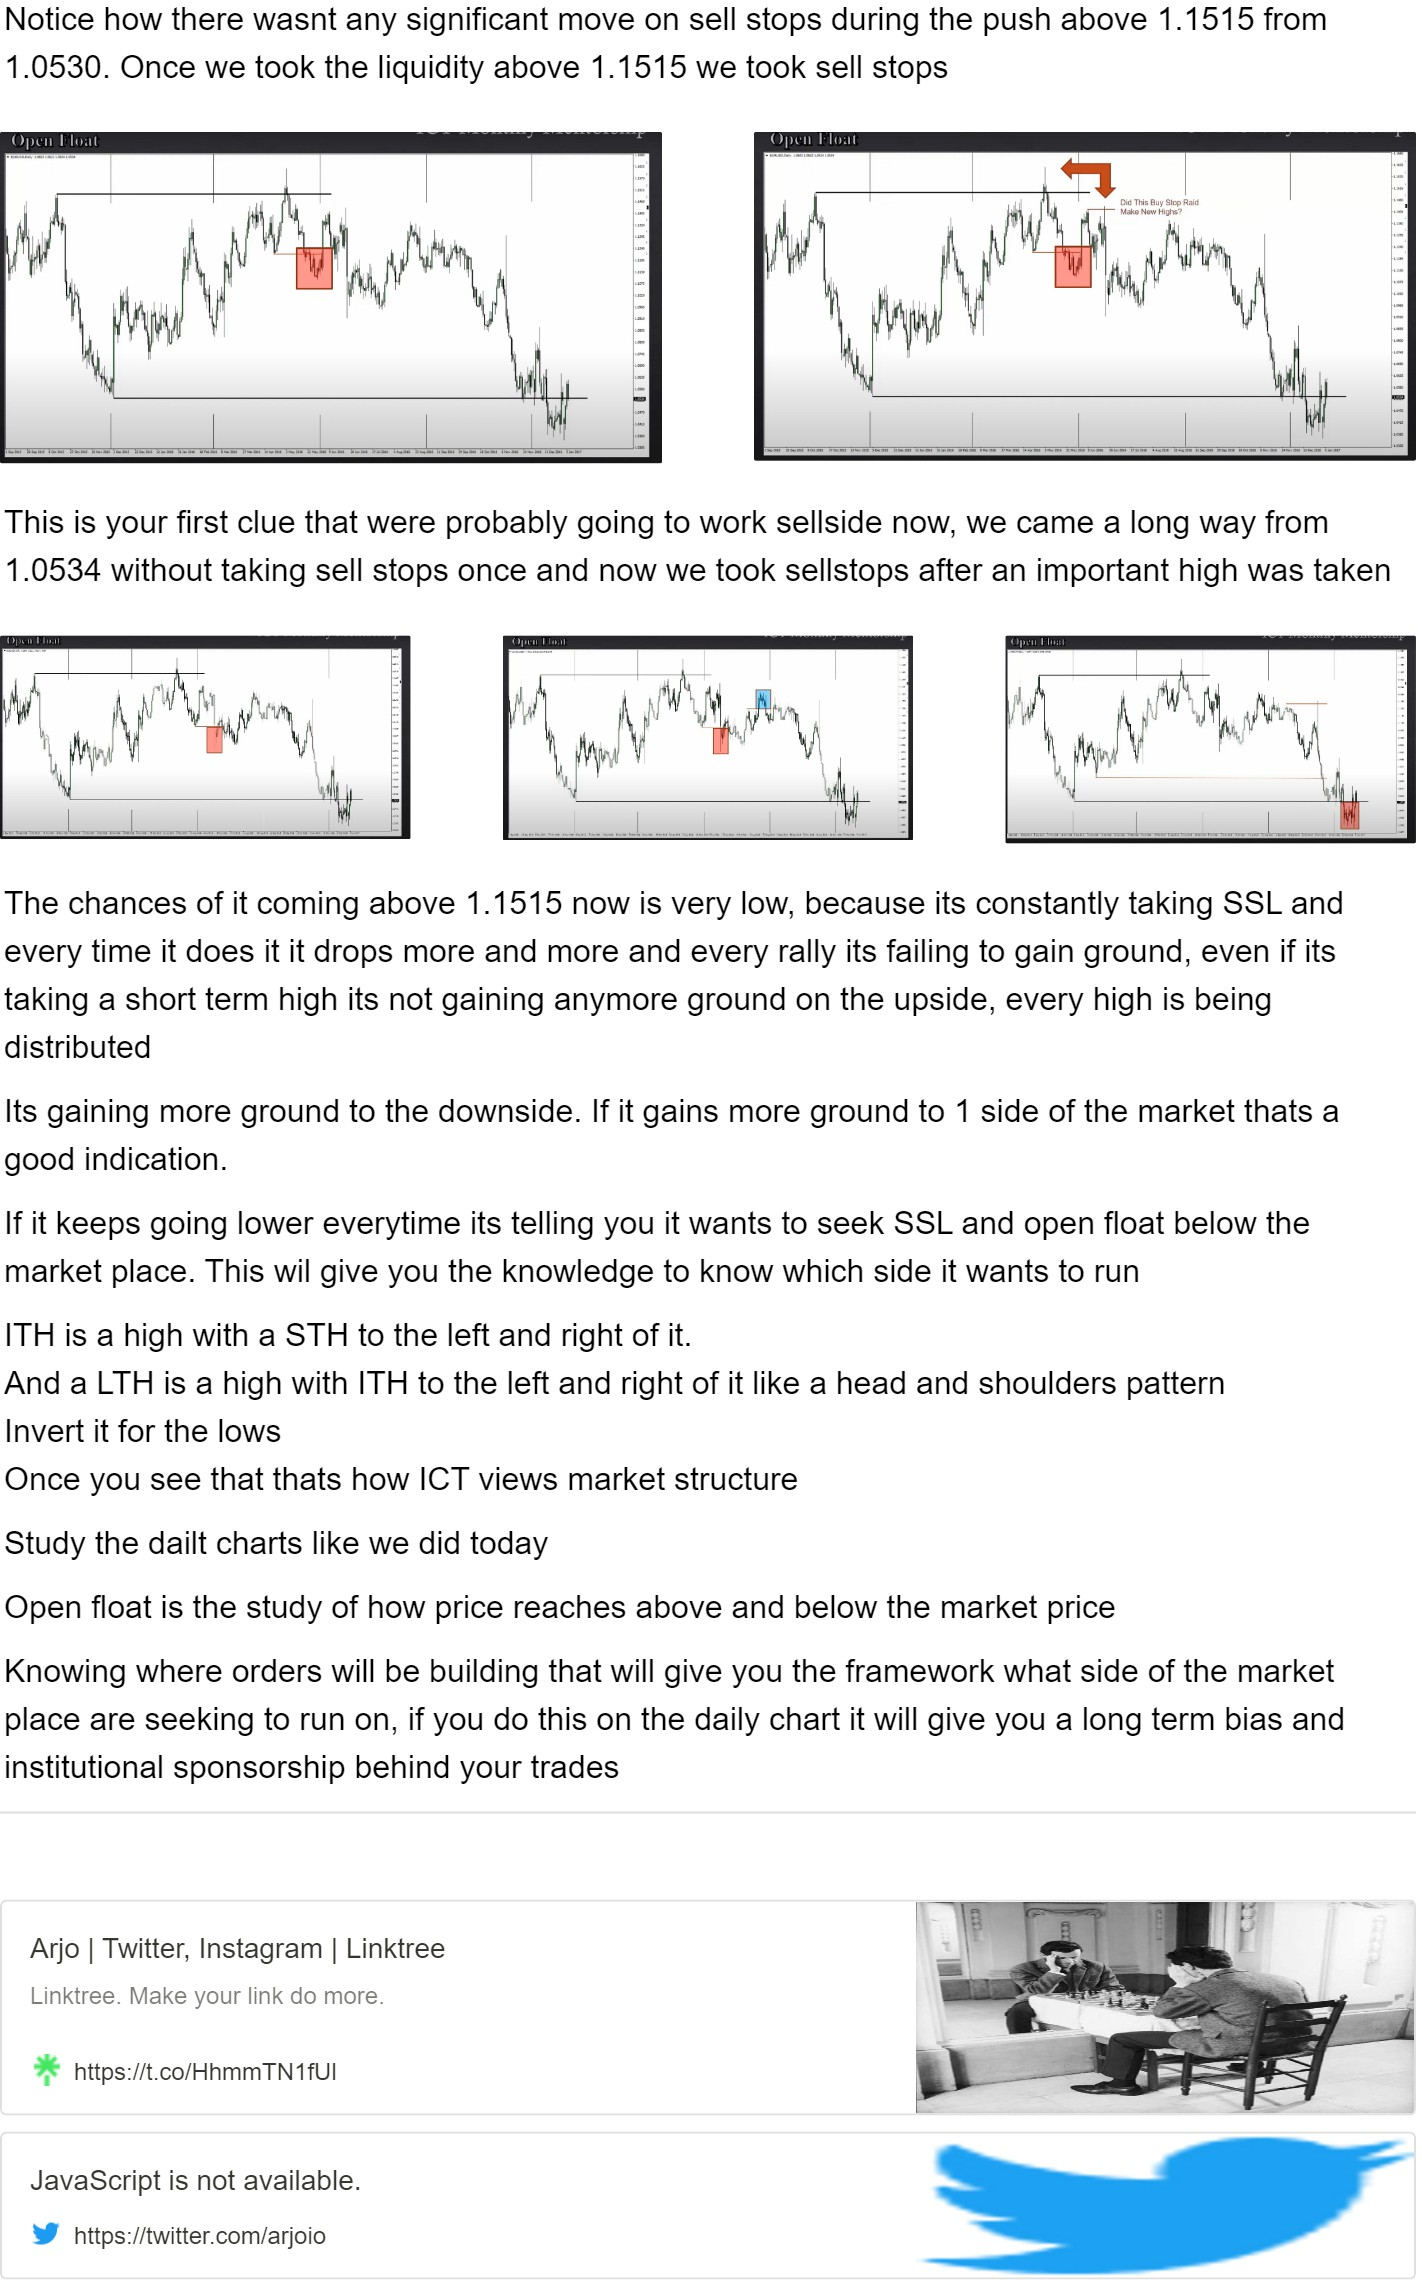 Notice how there wasnt any significant move on sell stops during the push above 1.1515 from
1.0530. Once we took the liquidity above 1.1515 we took sell stops
Open Float
Open Float
Did This Buy Stop Raid
Make New Highs?
This is your first clue that were probably going to work sellside now, we came a long way from
1.0534 without taking sell stops once and now we took sellstops after an important high was taken
Open Float
Open Float
Open Float
The chances of it coming above 1.1515 now is very low, because its constantly taking SSL and
every time it does it it drops more and more and every rally its failing to gain ground, even if its
taking a short term high its not gaining anymore ground on the upside, every high is being
distributed
Its gaining more ground to the downside. If it gains more ground to 1 side of the market thats a
good indication.
If it keeps going lower everytime its telling you it wants to seek SSL and open float below the
market place. This wil give you the knowledge to know which side it wants to run
ITH is a high with a STH to the left and right of it.
And a LTH is a high with ITH to the left and right of it like a head and shoulders pattern
Invert it for the lows
Once you see that thats how ICT views market structure
Study the dailt charts like we did today
Open float is the study of how price reaches above and below the market price
Knowing where orders will be building that will give you the framework what side of the market
place are seeking to run on, if you do this on the daily chart it will give you a long term bias and
institutional sponsorship behind your trades
Arjo | Twitter, Instagram | Linktree
Linktree. Make your link do more.
https://t.co/HhmmTN1fUl
JavaScript is not available.
https://twitter.com/arjoio